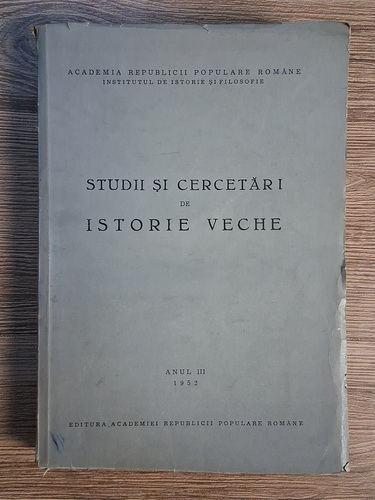 ACADEMIA REPUBLICII POPULARE ROMÂNE
INSTITUTUL DE ISTORIE ȘI FILOSOFIE
STUDII ȘI CERCETĂRI
DE
ISTORIE VECHE
ANUL III
1952
EDITURA ACADEMIEI REPUBLICII POPULARE ROMÂNE